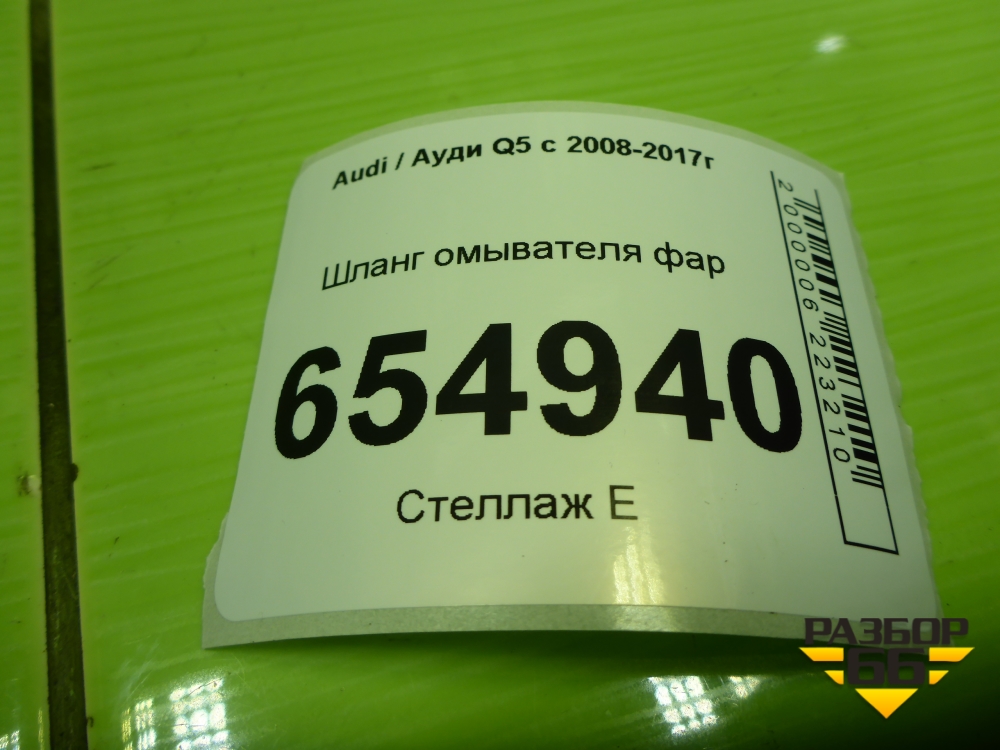 Audi / Ауди Q5 с 2008-2017г
Шланг омывателя фар
654940
Стеллаж Е
2000006223210
РАЗБОР
66